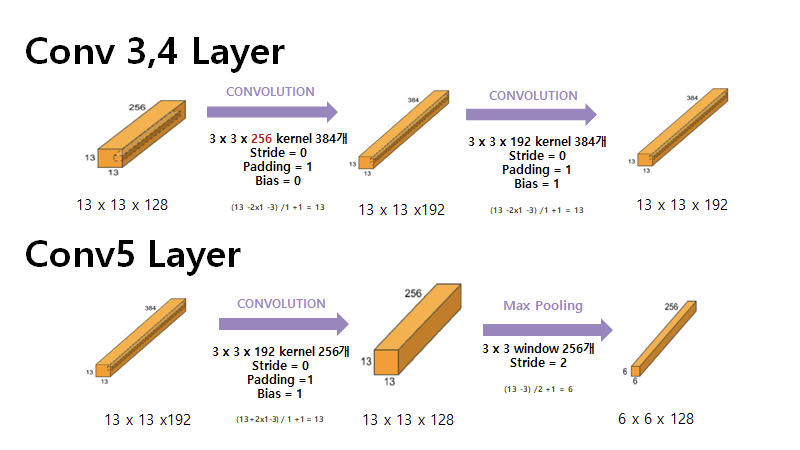 Conv 3,4 Layer
256
13
13
13 x 13 x 128
CONVOLUTION
3 x 3 x 256 kernel 384개
Stride = 0
Padding = 1
Bias = 0
(13 -2x1 -3) /1 +1 = 13
384
13
13
13 x 13 x192
CONVOLUTION
3 x 3 x 192 kernel 384개
Stride = 0
Padding = 1
Bias = 1
(13 -2x1 -3) /1 +1 = 13
384
13
13
13 x 13 x 192
Conv5 Layer
384
13
13
13 x 13 x192
CONVOLUTION
3 x 3 x 192 kernel 256개
Stride = 0
Padding =1
Bias = 1
(13+2x1-3) / 1 +1 = 13
256
13
13
13 x 13 x 128
Max Pooling
3 x 3 window 256개
Stride = 2
(13 -3) /2 +1 = 6
256
6
6
6 x 6 x 128